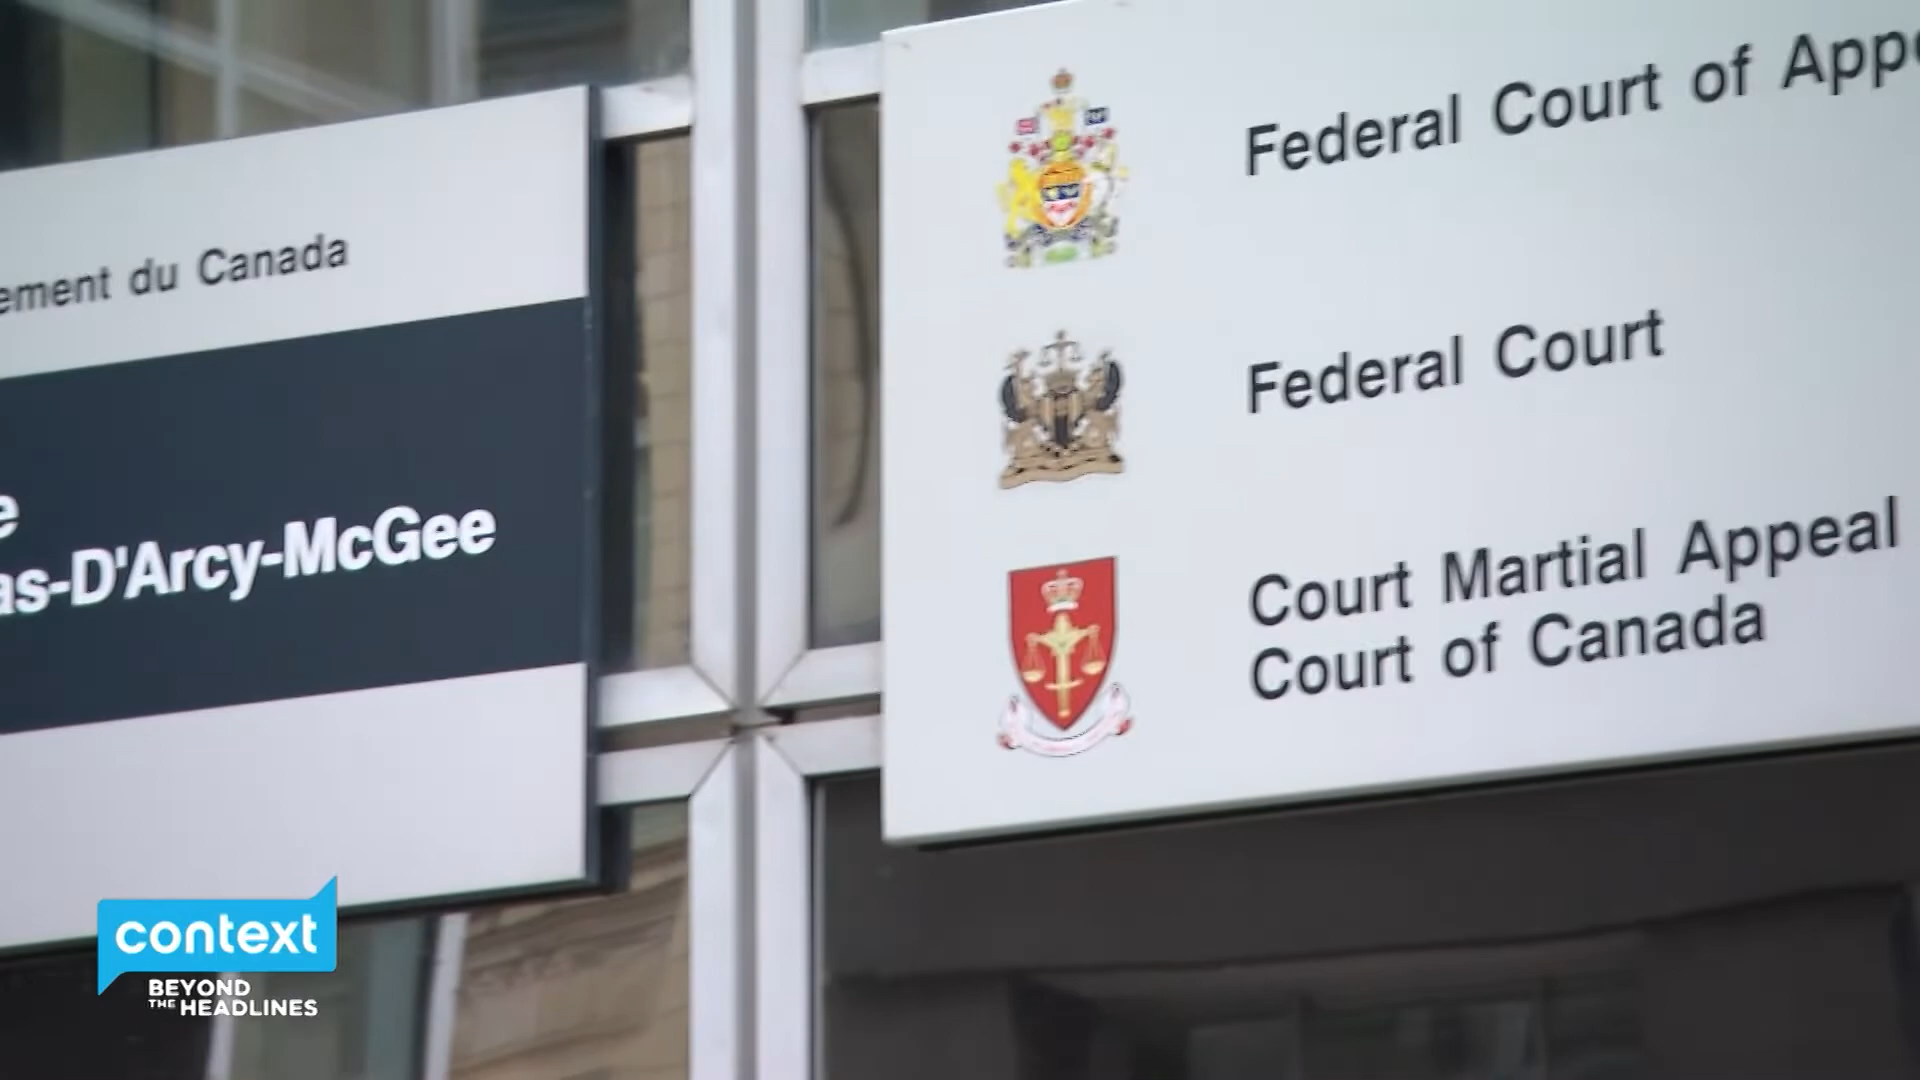 ement du Canada
e
as-D'Arcy-McGee
Federal Court of Appe
Federal Court
Court Martial Appeal
Court of Canada
context
BEYOND
THE HEADLINES